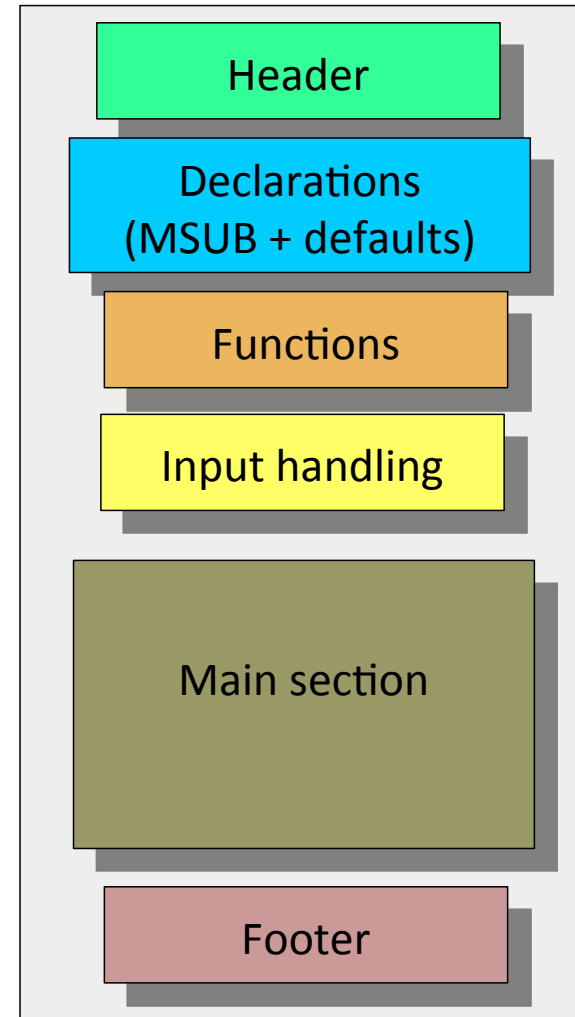 Header
Declarations
(MSUB + defaults)
Functions
Input handling
Main section
Footer